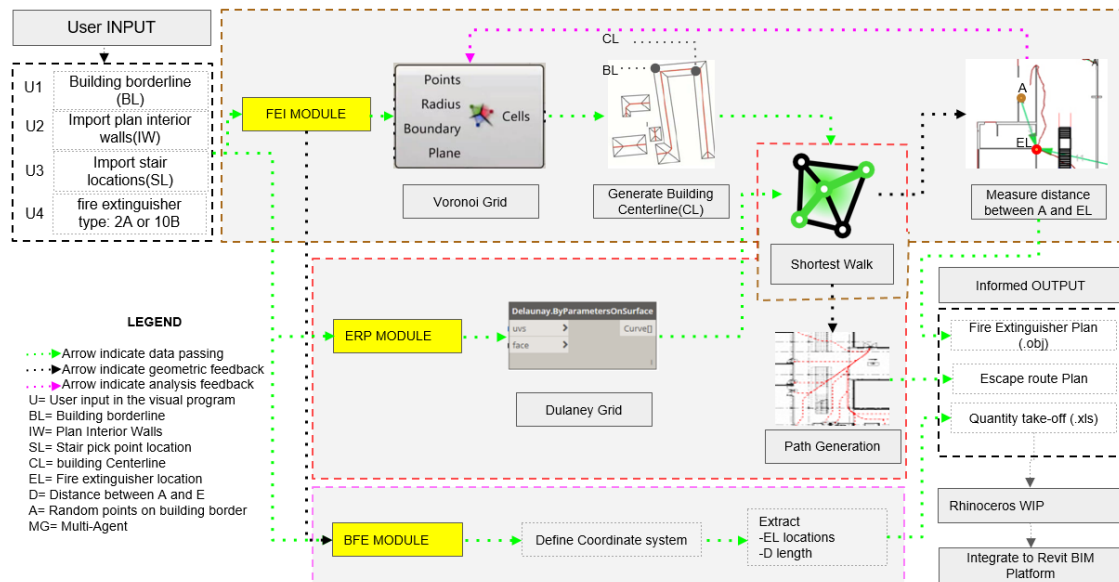 User INPUT
U1
Building borderline
(BL)
U2
Import plan interior
walls(IW)
U3
Import stair
locations(SL)
U4
fire extinguisher
type: 2A or 10B
FEI MODULE
Points
Radius
Boundary
Plane
Cells
Voronoi Grid
CL
BL
Generate Building
Centerline(CL)
A
EL
Measure distance
between A and EL
Shortest Walk
ERP MODULE
Delaunay.ByParametersOnSurface
uvs >
face >
Curve[]
Dulaney Grid
Path Generation
Informed OUTPUT
Fire Extinguisher Plan
(.obj)
Escape route Plan
Quantity take-off (.xls)
Rhinoceros WIP
Integrate to Revit BIM
Platform
BFE MODULE
Define Coordinate system
Extract
-EL locations
-D length
LEGEND
Arrow indicate data passing
Arrow indicate geometric feedback
Arrow indicate analysis feedback
U= User input in the visual program
BL= Building borderline
IW= Plan Interior Walls
SL= Stair pick point location
CL= building Centerline
EL= Fire extinguisher location
D= Distance between A and E
A= Random points on building border
MG= Multi-Agent